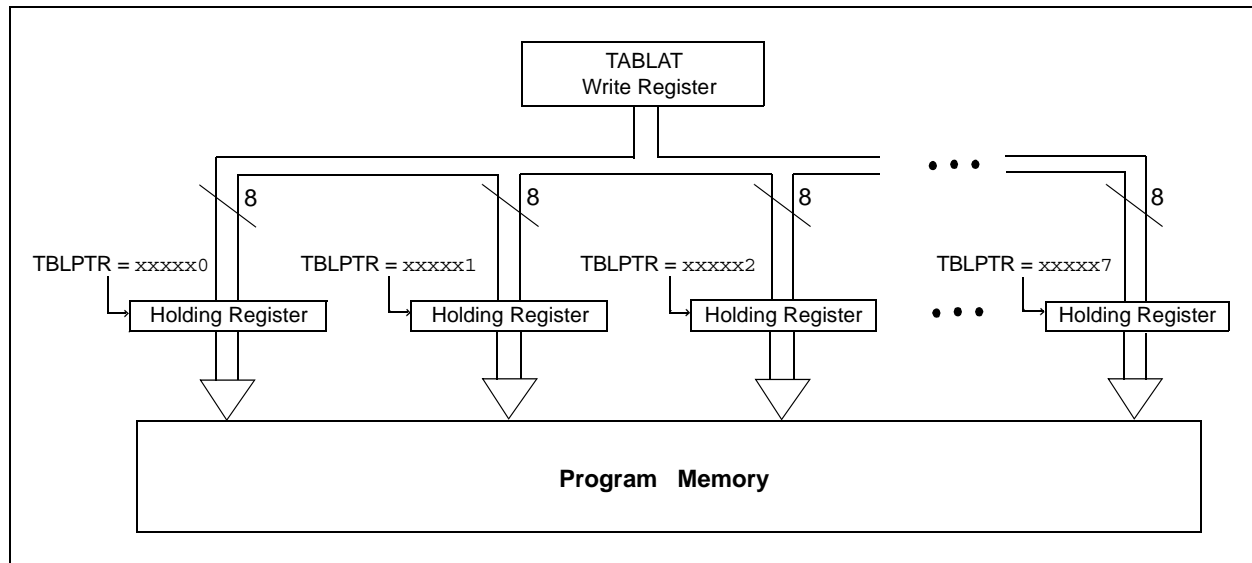 TABLAT
Write Register
8
8
8
8
TBLPTR = xxxxx0
TBLPTR = xxxxx1
TBLPTR = xxxxx2
TBLPTR = xxxxx7
Holding Register
Holding Register
Holding Register
Holding Register
Program Memory